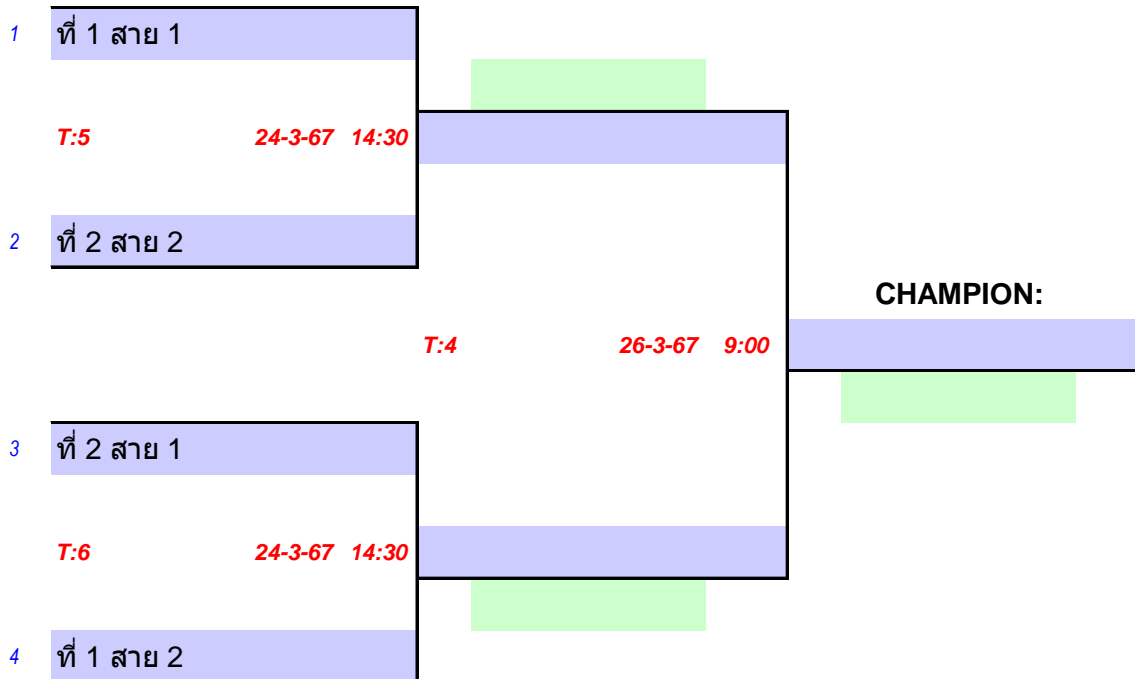 1 ที่ 1 สาย 1
T:5 24-3-67 14:30
2 ที่ 2 สาย 2
CHAMPION:
T:4 26-3-67 9:00
3 ที่ 2 สาย 1
T:6 24-3-67 14:30
4 ที่ 1 สาย 2